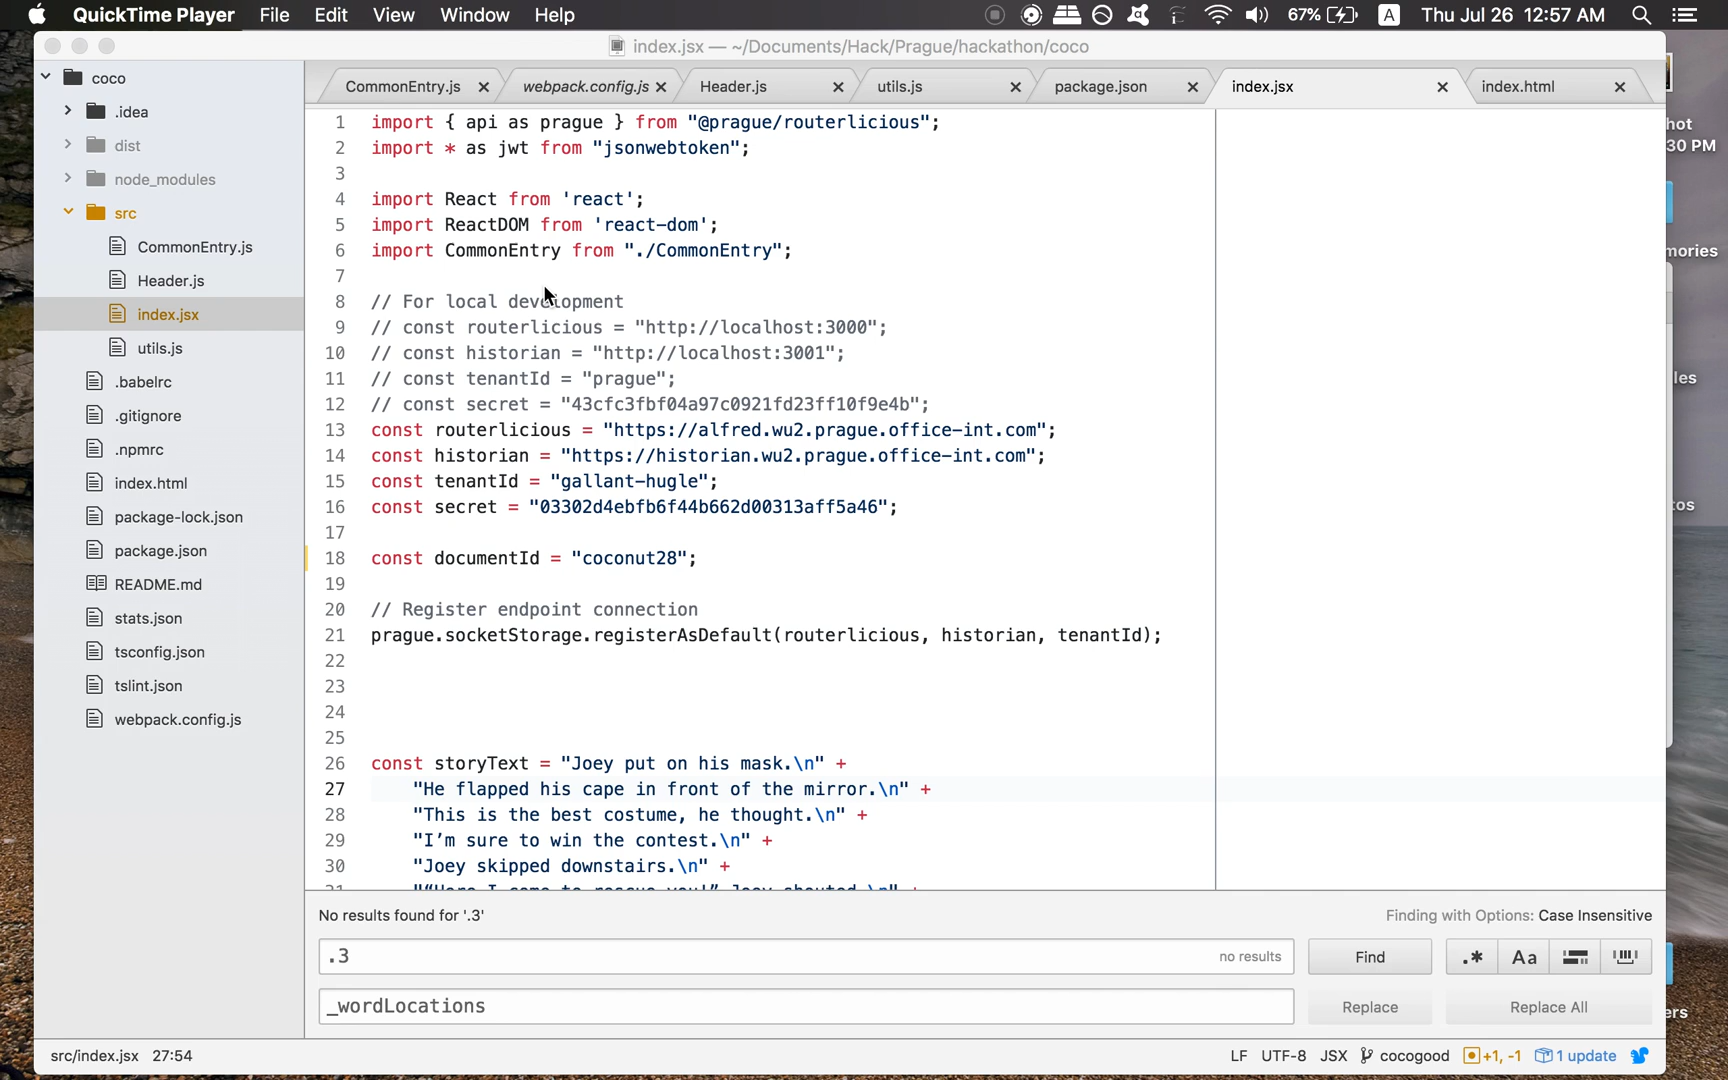 QuickTime Player File Edit View Window Help 67% A Thu Jul 26 12:57 AM
index.jsx — ~/Documents/Hack/Prague/hackathon/coco
coco
.idea
dist
node_modules
src
CommonEntry.js
Header.js
index.jsx
utils.js
.babelrc
.gitignore
.npmrc
index.html
package-lock.json
package.json
README.md
stats.json
tsconfig.json
tslint.json
webpack.config.js
CommonEntry.js webpack.config.js Header.js utils.js package.json index.jsx index.html
1 import { api as prague } from "@prague/routerlicious";
2 import * as jwt from "jsonwebtoken";
3
4 import React from 'react';
5 import ReactDOM from 'react-dom';
6 import CommonEntry from "./CommonEntry";
7
8 // For local development
9 // const routerlicious = "http://localhost:3000";
10 // const historian = "http://localhost:3001";
11 // const tenantId = "prague";
12 // const secret = "43cfc3fbf04a97c0921fd23ff10f9e4b";
13 const routerlicious = "https://alfred.wu2.prague.office-int.com";
14 const historian = "https://historian.wu2.prague.office-int.com";
15 const tenantId = "gallant-hugle";
16 const secret = "03302d4ebfb6f44b662d00313aff5a46";
17
18 const documentId = "coconut28";
19
20 // Register endpoint connection
21 prague.socketStorage.registerAsDefault(routerlicious, historian, tenantId);
22
23
24
25
26 const storyText = "Joey put on his mask.\n" +
27 "He flapped his cape in front of the mirror.\n" +
28 "This is the best costume, he thought.\n" +
29 "I’m sure to win the contest.\n" +
30 "Joey skipped downstairs.\n" +
31 "“Here I come to rescue you!” Joey shouted.\n" +
No results found for '.3' Finding with Options: Case Insensitive
.3 no results Find .* Aa
_wordLocations Replace Replace All
src/index.jsx 27:54 LF UTF-8 JSX cocogood +1, -1 1 update
hot
30 PM
nories
les
tos
ers